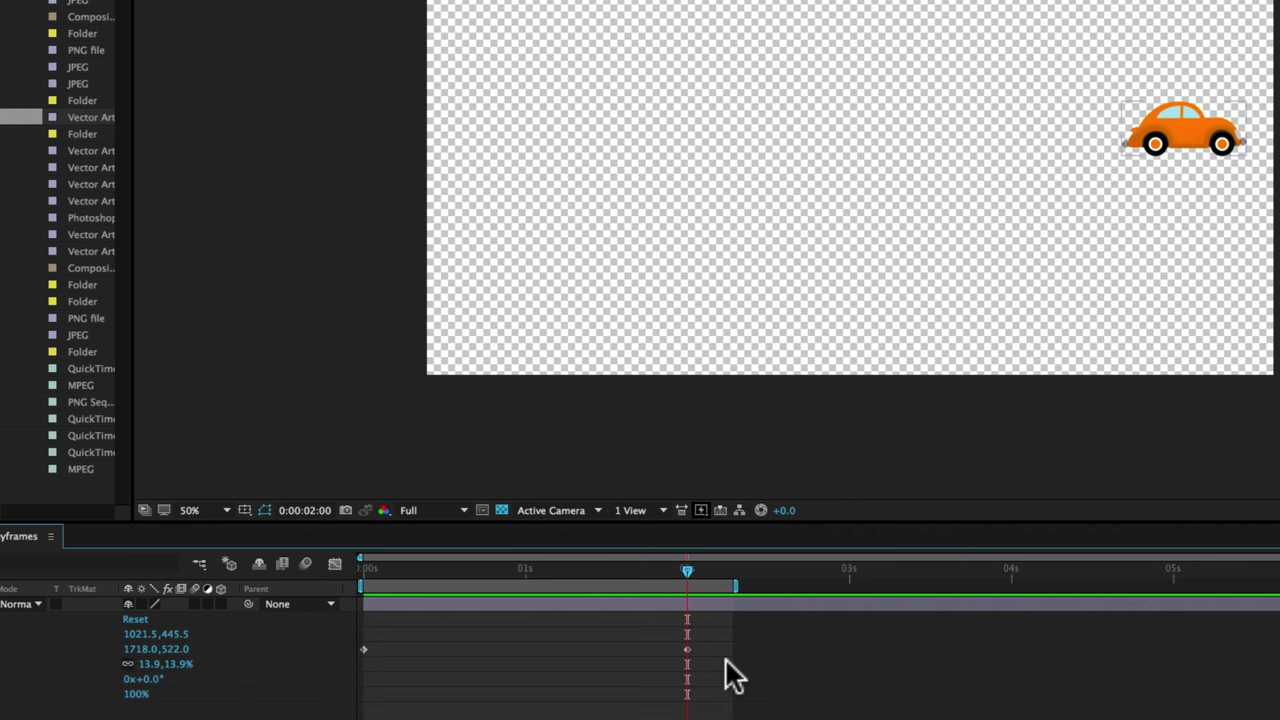 JPEG
Composi...
Folder
PNG file
JPEG
JPEG
Folder
Vector Art
Folder
Vector Art
Vector Art
Vector Art
Vector Art
Photoshop
Vector Art
Vector Art
Composi...
Folder
Folder
PNG file
JPEG
Folder
QuickTime
MPEG
PNG Seq...
QuickTime
QuickTime
QuickTime
MPEG
50% 0:00:02:00 Full Active Camera 1 View +0.0
eyframes
0:00s 01s 03s 04s 05s
Mode T TrkMat fx Parent
Norma None
Reset
1021.5,445.5
1718.0,522.0
13.9,13.9%
0x+0.0°
100%